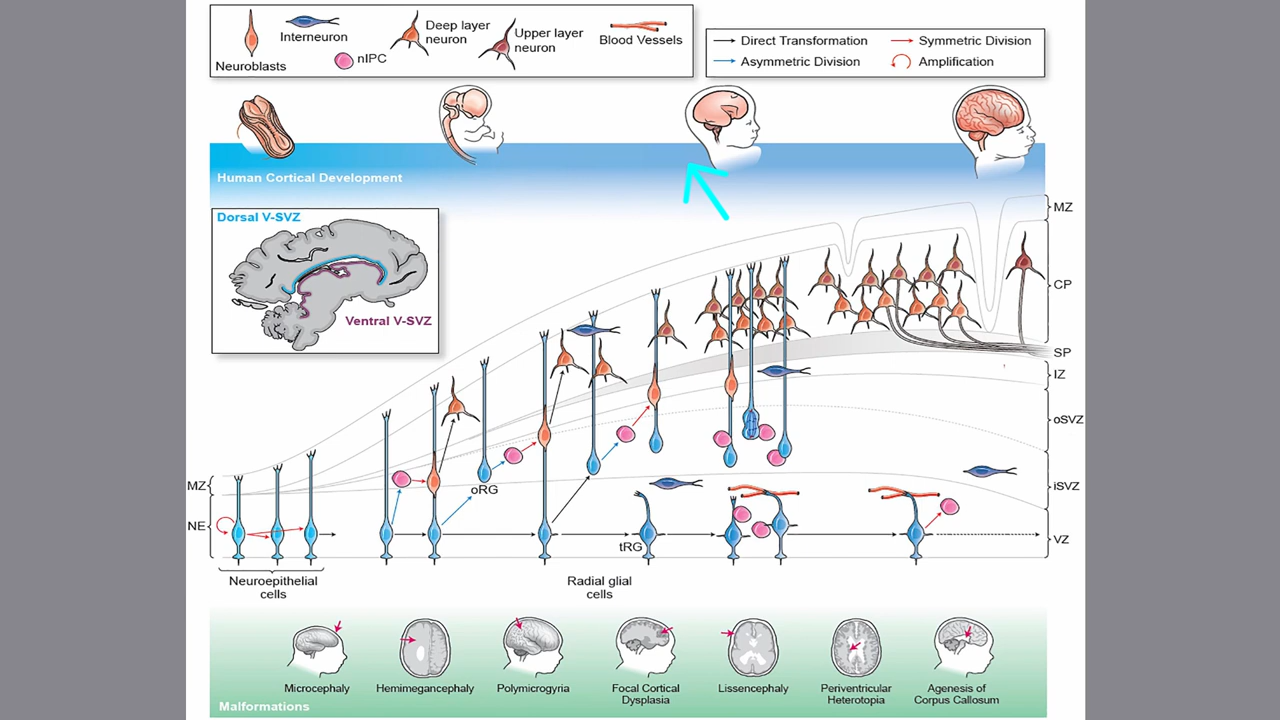 Neuroblasts
Interneuron
nIPC
Deep layer
neuron
Upper layer
neuron
Blood Vessels
Direct Transformation
Symmetric Division
Asymmetric Division
Amplification
Human Cortical Development
Dorsal V-SVZ
Ventral V-SVZ
MZ
CP
SP
IZ
oSVZ
iSVZ
VZ
MZ
NE
oRG
tRG
Neuroepithelial
cells
Radial glial
cells
Microcephaly
Hemimegancephaly
Polymicrogyria
Focal Cortical
Dysplasia
Lissencephaly
Periventricular
Heterotopia
Agenesis of
Corpus Callosum
Malformations